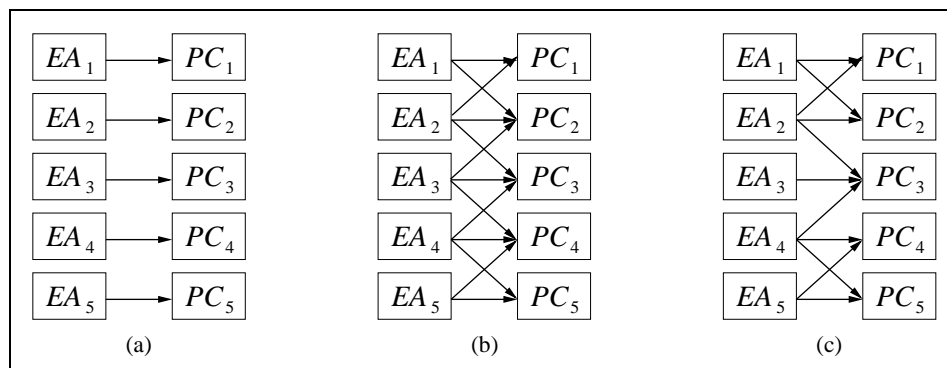 EA1 PC1 EA1 PC1 EA1 PC1
EA2 PC2 EA2 PC2 EA2 PC2
EA3 PC3 EA3 PC3 EA3 PC3
EA4 PC4 EA4 PC4 EA4 PC4
EA5 PC5 EA5 PC5 EA5 PC5
(a) (b) (c)